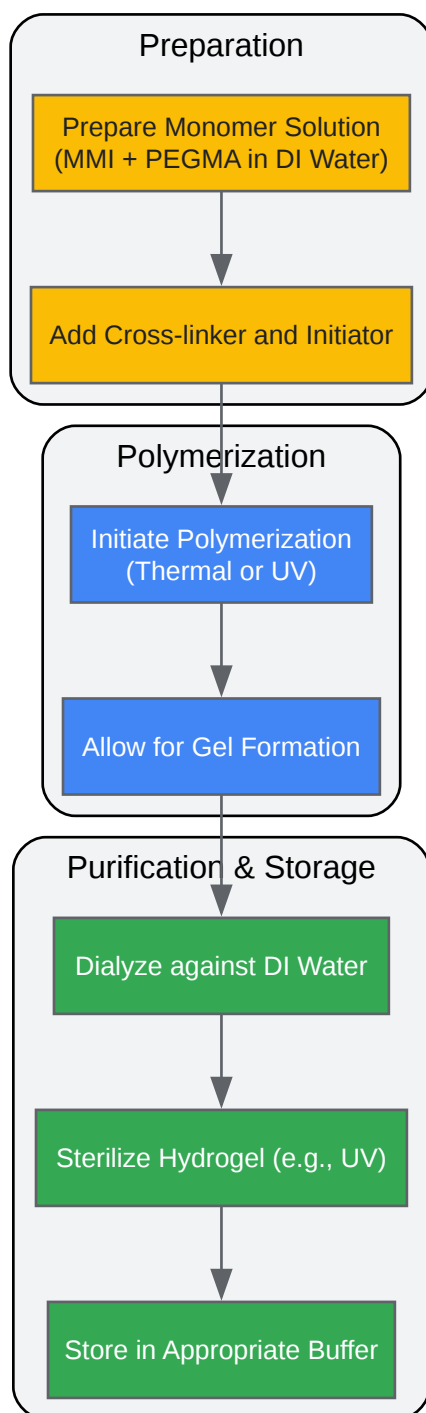 Preparation
Prepare Monomer Solution
(MMI + PEGMA in DI Water)
Add Cross-linker and Initiator
Polymerization
Initiate Polymerization
(Thermal or UV)
Allow for Gel Formation
Purification & Storage
Dialyze against DI Water
Sterilize Hydrogel (e.g., UV)
Store in Appropriate Buffer